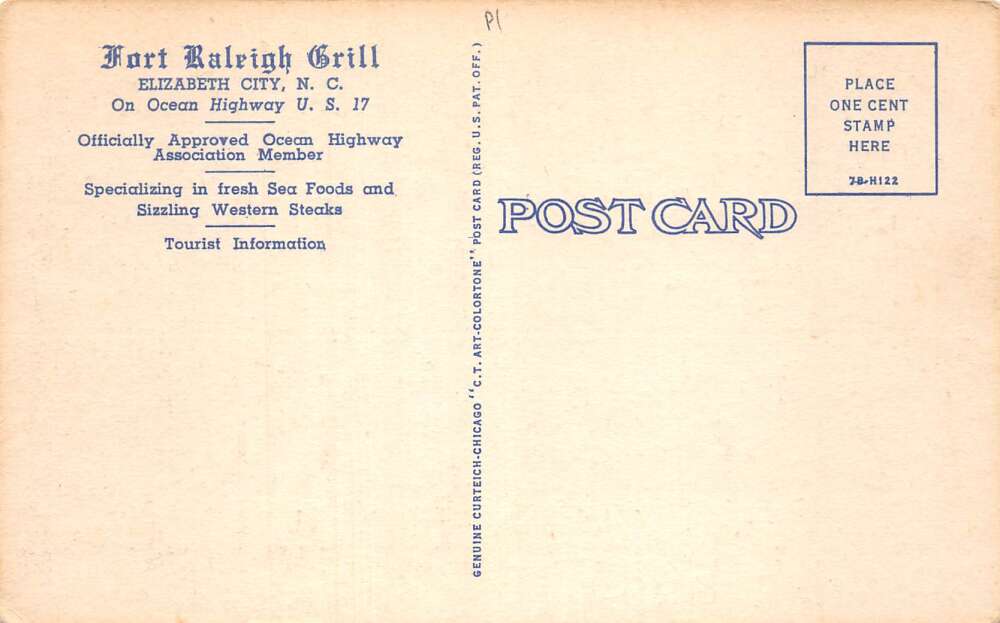 P1
Fort Raleigh Grill
ELIZABETH CITY, N. C.
On Ocean Highway U. S. 17
Officially Approved Ocean Highway
Association Member
Specializing in fresh Sea Foods and
Sizzling Western Steaks
Tourist Information
GENUINE CURTEICH-CHICAGO "C.T. ART-COLORTONE" POST CARD (REG. U.S. PAT. OFF.)
POST CARD
PLACE
ONE CENT
STAMP
HERE
7B-H122